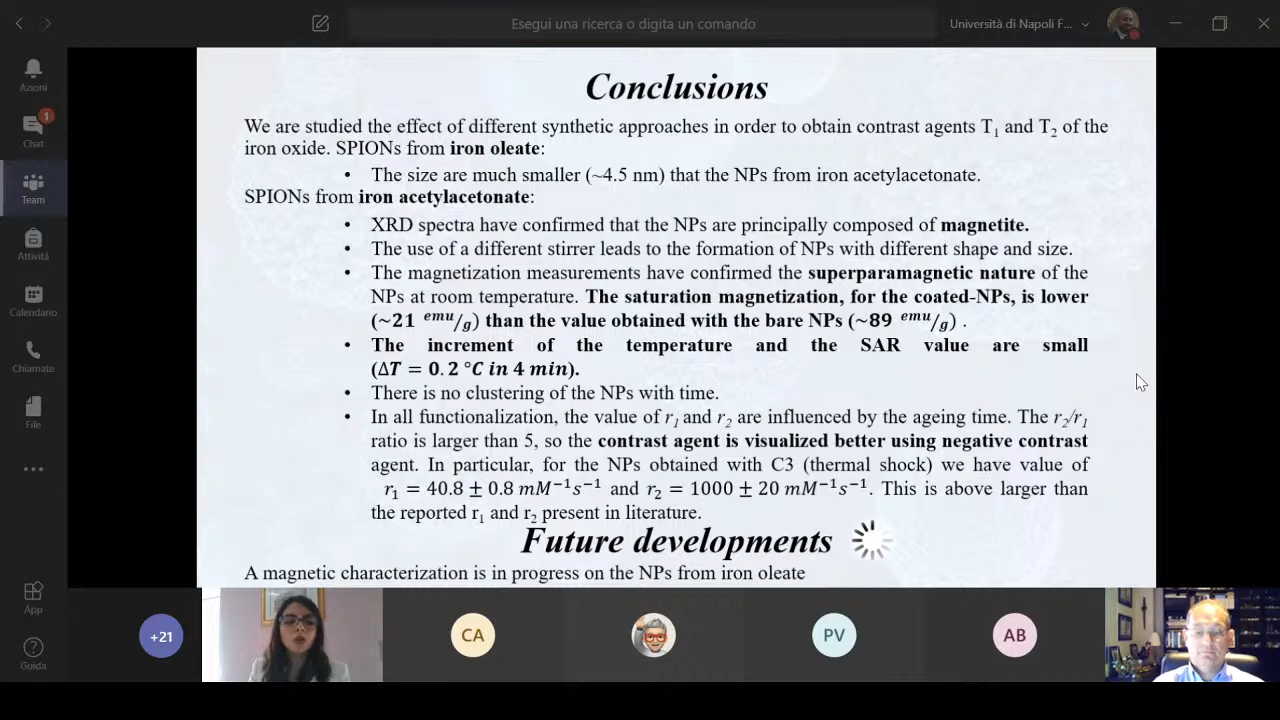 Esegui una ricerca o digita un comando
Università di Napoli F...
Azioni
1
Chat
Team
Attività
Calendario
Chiamate
File
App
Guida
Conclusions
We are studied the effect of different synthetic approaches in order to obtain contrast agents T₁ and T₂ of the
iron oxide. SPIONs from iron oleate:
• The size are much smaller (~4.5 nm) that the NPs from iron acetylacetonate.
SPIONs from iron acetylacetonate:
• XRD spectra have confirmed that the NPs are principally composed of magnetite.
• The use of a different stirrer leads to the formation of NPs with different shape and size.
• The magnetization measurements have confirmed the superparamagnetic nature of the
NPs at room temperature. The saturation magnetization, for the coated-NPs, is lower
(~21 emu/g) than the value obtained with the bare NPs (~89 emu/g) .
• The increment of the temperature and the SAR value are small
(ΔT = 0.2 °C in 4 min).
• There is no clustering of the NPs with time.
• In all functionalization, the value of r₁ and r₂ are influenced by the ageing time. The r₂/r₁
ratio is larger than 5, so the contrast agent is visualized better using negative contrast
agent. In particular, for the NPs obtained with C3 (thermal shock) we have value of
r₁ = 40.8 ± 0.8 mM⁻¹s⁻¹ and r₂ = 1000 ± 20 mM⁻¹s⁻¹. This is above larger than
the reported r₁ and r₂ present in literature.
Future developments
A magnetic characterization is in progress on the NPs from iron oleate
+21
CA
PV
AB